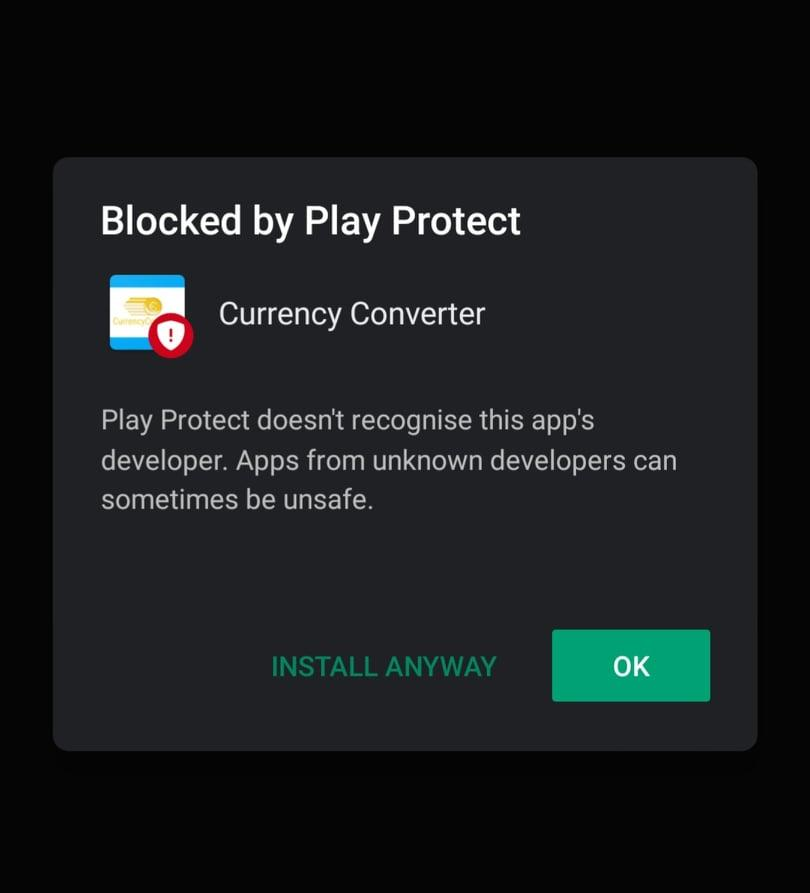 Blocked by Play Protect
Currency Converter
Play Protect doesn't recognise this app's
developer. Apps from unknown developers can
sometimes be unsafe.
INSTALL ANYWAY
OK